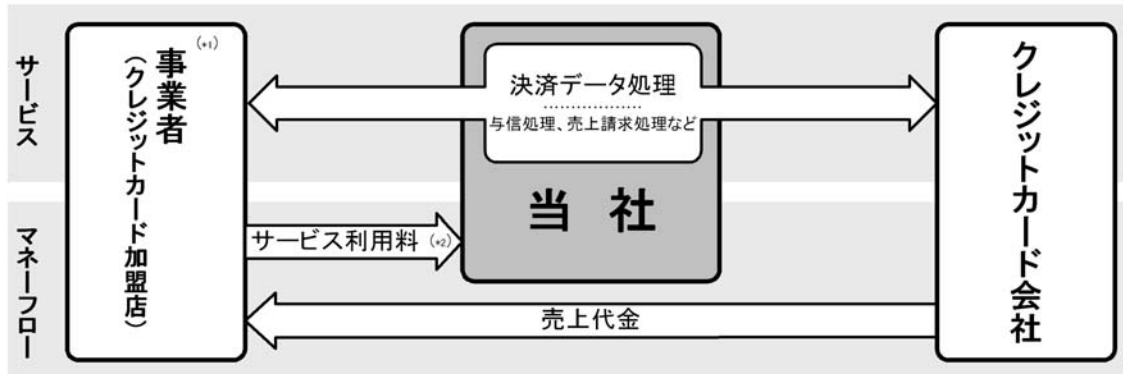 サービス
マネーフロー
事業者(*1)
(クレジットカード加盟店)
決済データ処理
与信処理、売上請求処理など
当社
サービス利用料(*2)
売上代金
クレジットカード会社